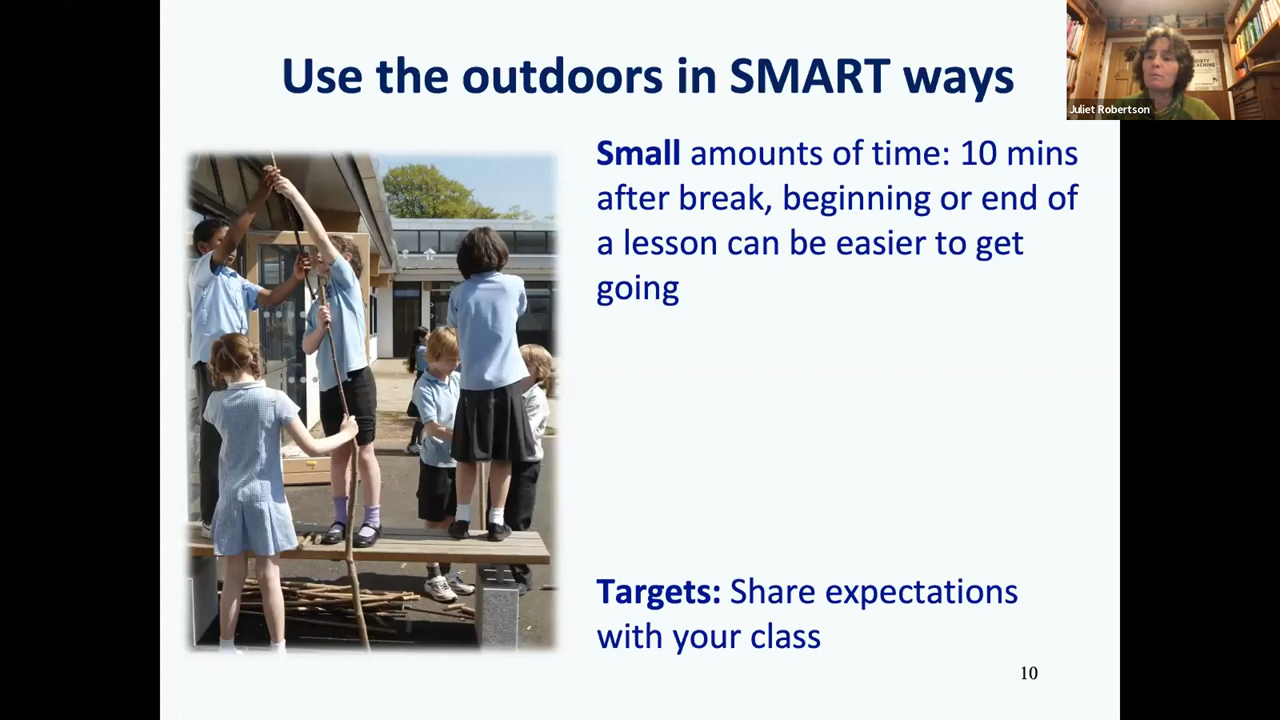 Use the outdoors in SMART ways
Juliet Robertson
Small amounts of time: 10 mins
after break, beginning or end of
a lesson can be easier to get
going
Targets: Share expectations
with your class
10